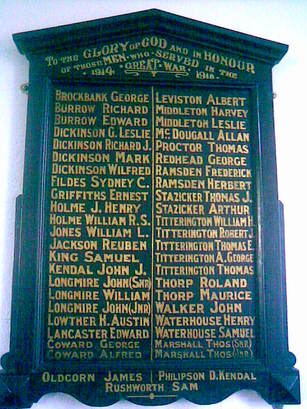 TO THE GLORY OF GOD AND IN HONOUR
OF THOSE MEN WHO SERVED IN THE
1914 GREAT WAR 1918
BROCKBANK GEORGE
BURROW RICHARD
BURROW EDWARD
DICKINSON G. LESLIE
DICKINSON RICHARD J.
DICKINSON MARK
DICKINSON WILFRED
FILDES SYDNEY C.
GRIFFITHS ERNEST
HOLME J. HENRY
HOLME WILLIAM R.S.
JONES WILLIAM L.
JACKSON REUBEN
KING SAMUEL
KENDAL JOHN J.
LONGMIRE JOHN (SNR)
LONGMIRE WILLIAM
LONGMIRE JOHN (JNR)
LOWTHER H. AUSTIN
LANCASTER EDWARD
COWARD GEORGE
COWARD ALFRED
LEVISTON ALBERT
MIDDLETON HARVEY
MIDDLETON LESLIE
MC DOUGALL ALLAN
PROCTOR THOMAS
REDHEAD GEORGE
RAMSDEN FREDERICK
RAMSDEN HERBERT
STAZICKER THOMAS J.
STAZICKER ARTHUR
TITTERINGTON WILLIAM H.
TITTERINGTON ROBERT J.
TITTERINGTON THOMAS E.
TITTERINGTON A. GEORGE
TITTERINGTON THOMAS
THORP ROLAND
THORP MAURICE
WALKER JOHN
WATERHOUSE HENRY
WATERHOUSE SAMUEL
MARSHALL THOS (SNR)
MARSHALL THOS (JNR)
OLDCORN JAMES
PHILIPSON D. KENDAL
RUSHWORTH SAM